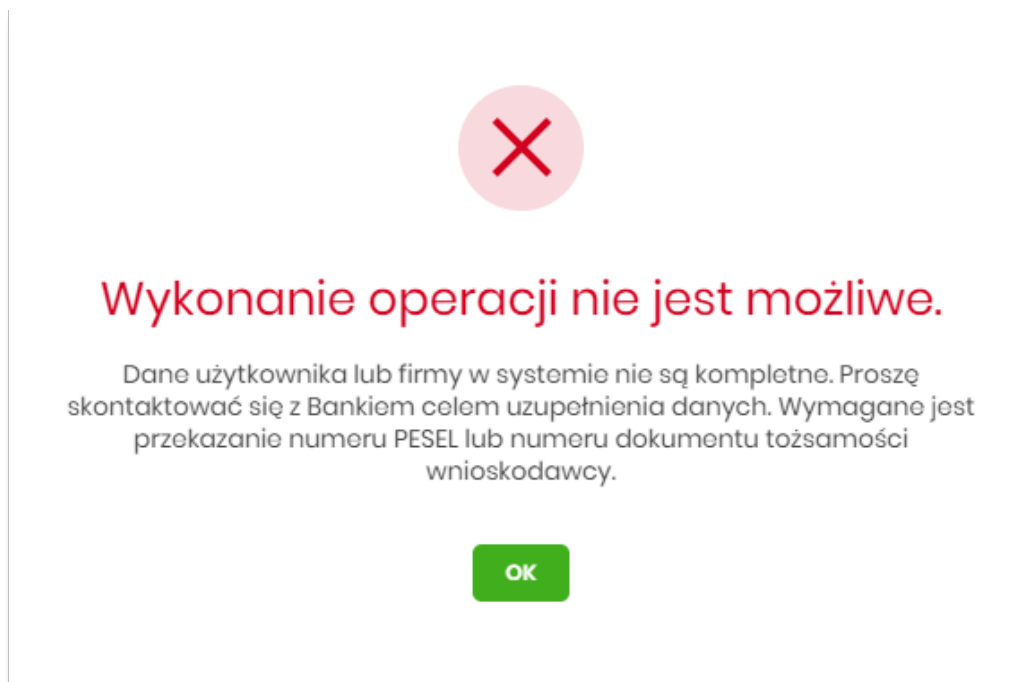 Wykonanie operacji nie jest możliwe.
Dane użytkownika lub firmy w systemie nie są kompletne. Proszę
skontaktować się z Bankiem celem uzupełnienia danych. Wymagane jest
przekazanie numeru PESEL lub numeru dokumentu tożsamości
wnioskodawcy.
OK